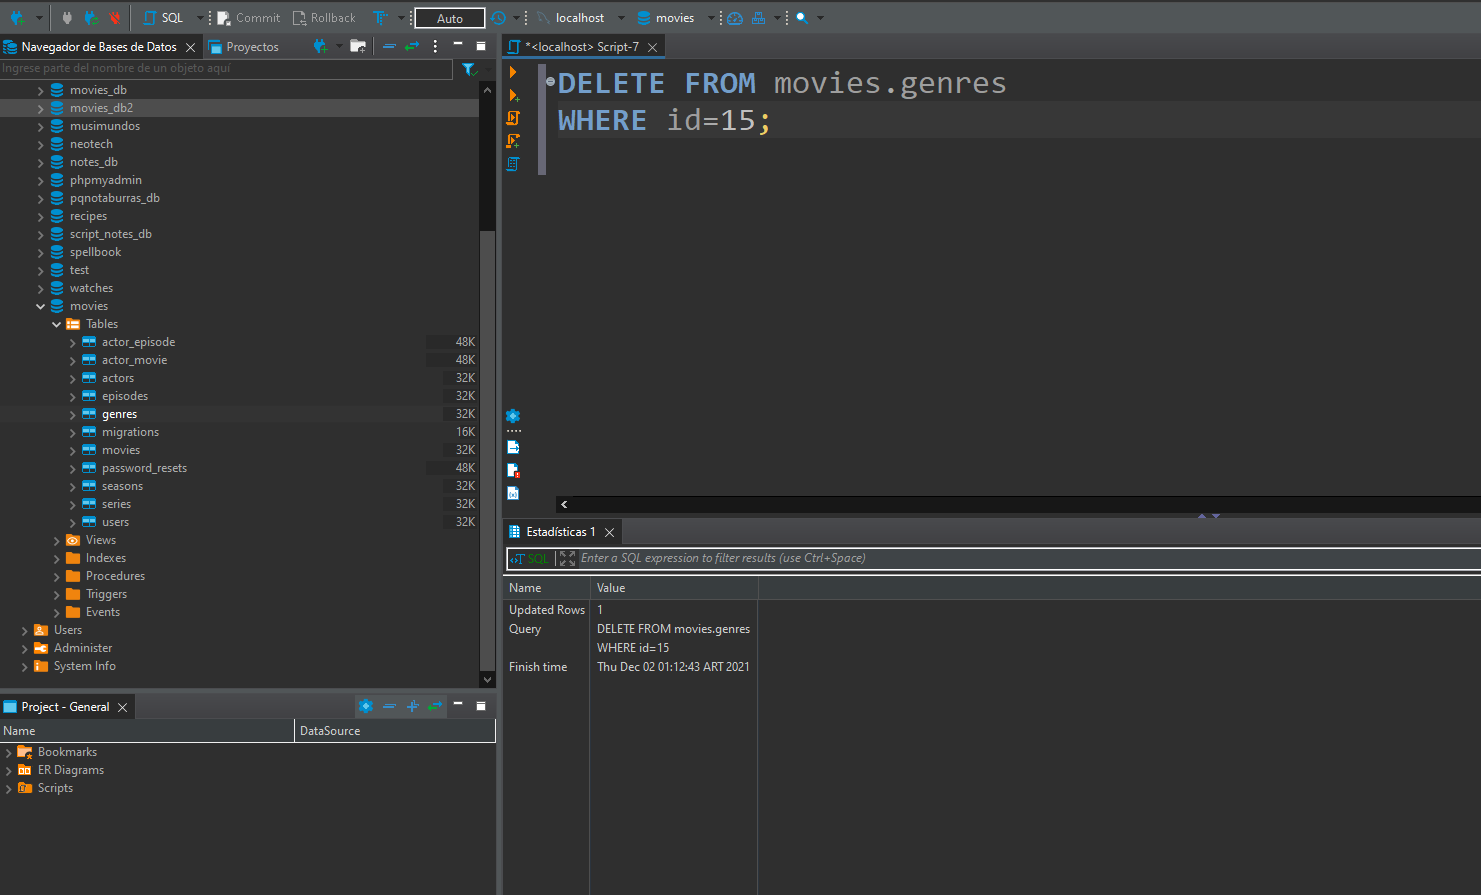 SQL Commit Rollback Auto localhost movies
Navegador de Bases de Datos Proyectos
Ingrese parte del nombre de un objeto aquí
movies_db
movies_db2
musimundos
neotech
notes_db
phpmyadmin
pqnotaburras_db
recipes
script_notes_db
spellbook
test
watches
movies
Tables
actor_episode 48K
actor_movie 48K
actors 32K
episodes 32K
genres 32K
migrations 16K
movies 32K
password_resets 48K
seasons 32K
series 32K
users 32K
Views
Indexes
Procedures
Triggers
Events
Users
Administer
System Info
Project - General
Name DataSource
Bookmarks
ER Diagrams
Scripts
*<localhost> Script-7
DELETE FROM movies.genres
WHERE id=15;
Estadísticas 1
SQL Enter a SQL expression to filter results (use Ctrl+Space)
Name Value
Updated Rows 1
Query DELETE FROM movies.genres
WHERE id=15
Finish time Thu Dec 02 01:12:43 ART 2021